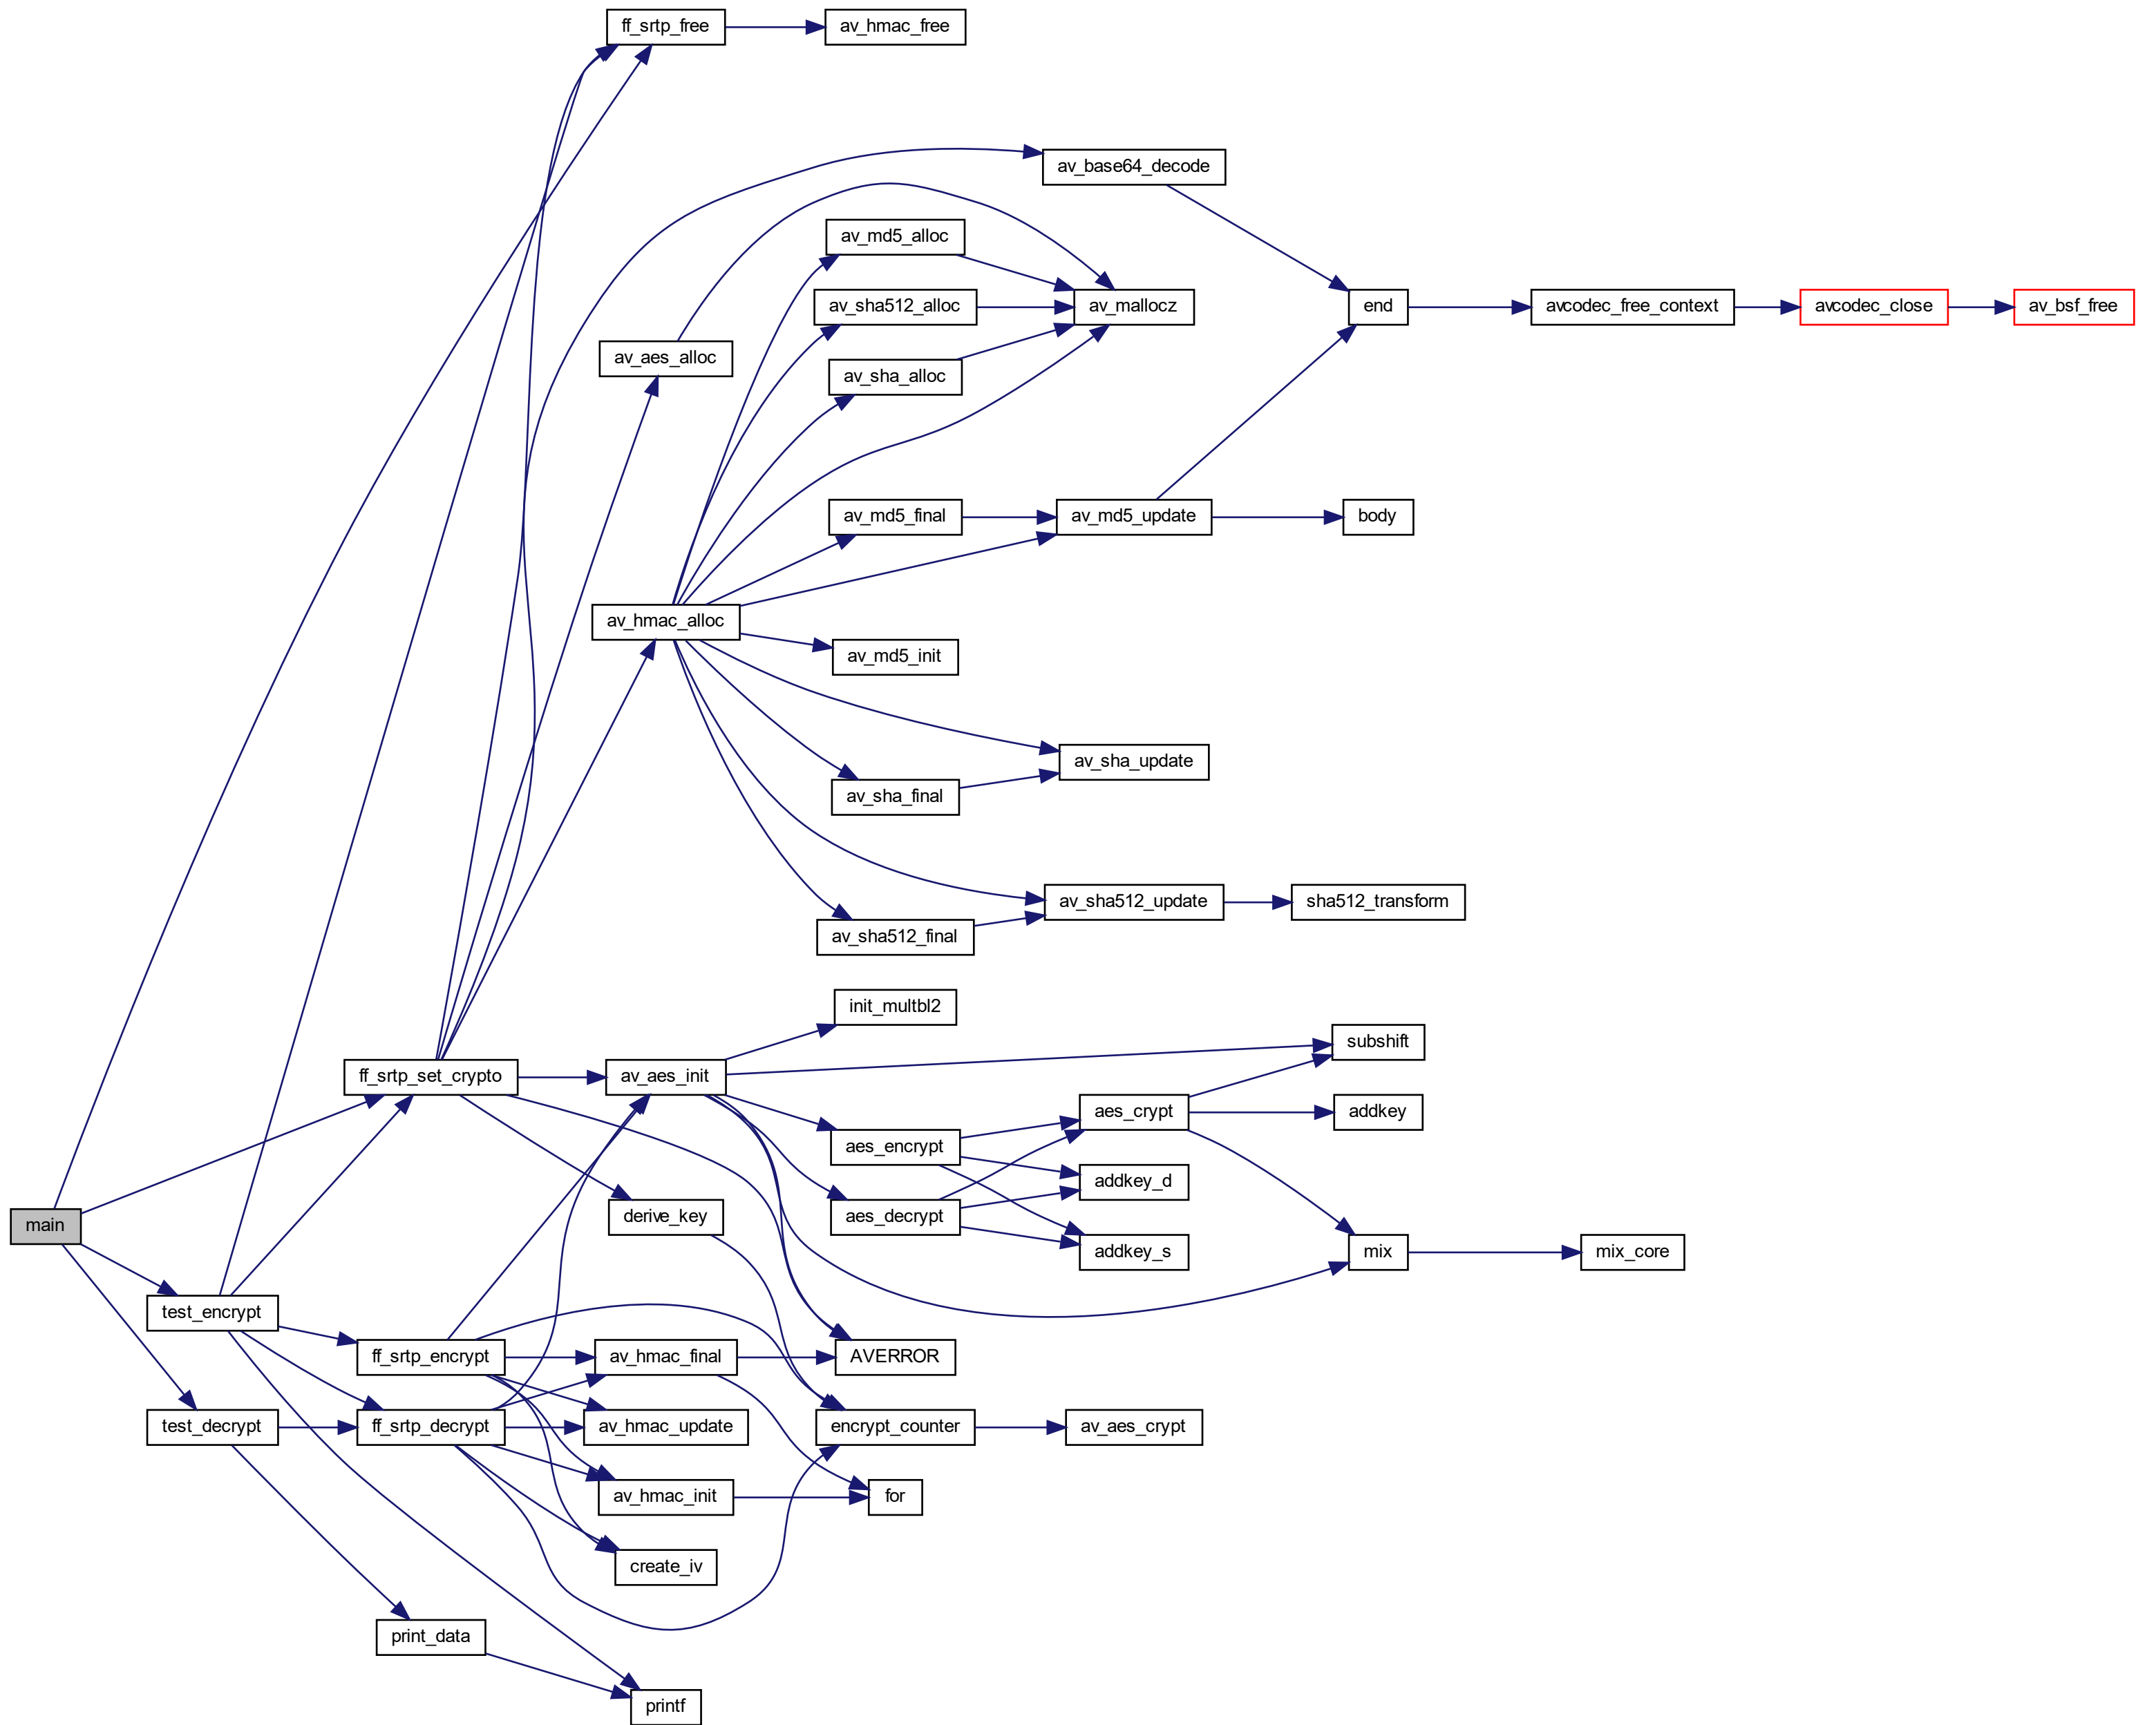 ff_srtp_free
av_hmac_free
av_base64_decode
av_md5_alloc
av_sha512_alloc
av_mallocz
end
avcodec_free_context
avcodec_close
av_bsf_free
av_aes_alloc
av_sha_alloc
av_md5_final
av_md5_update
body
av_hmac_alloc
av_md5_init
av_sha_update
av_sha_final
av_sha512_update
sha512_transform
av_sha512_final
init_multbl2
subshift
ff_srtp_set_crypto
av_aes_init
aes_crypt
addkey
aes_encrypt
addkey_d
main
derive_key
aes_decrypt
addkey_s
mix
mix_core
test_encrypt
ff_srtp_encrypt
av_hmac_final
AVERROR
test_decrypt
ff_srtp_decrypt
av_hmac_update
encrypt_counter
av_aes_crypt
av_hmac_init
for
create_iv
print_data
printf